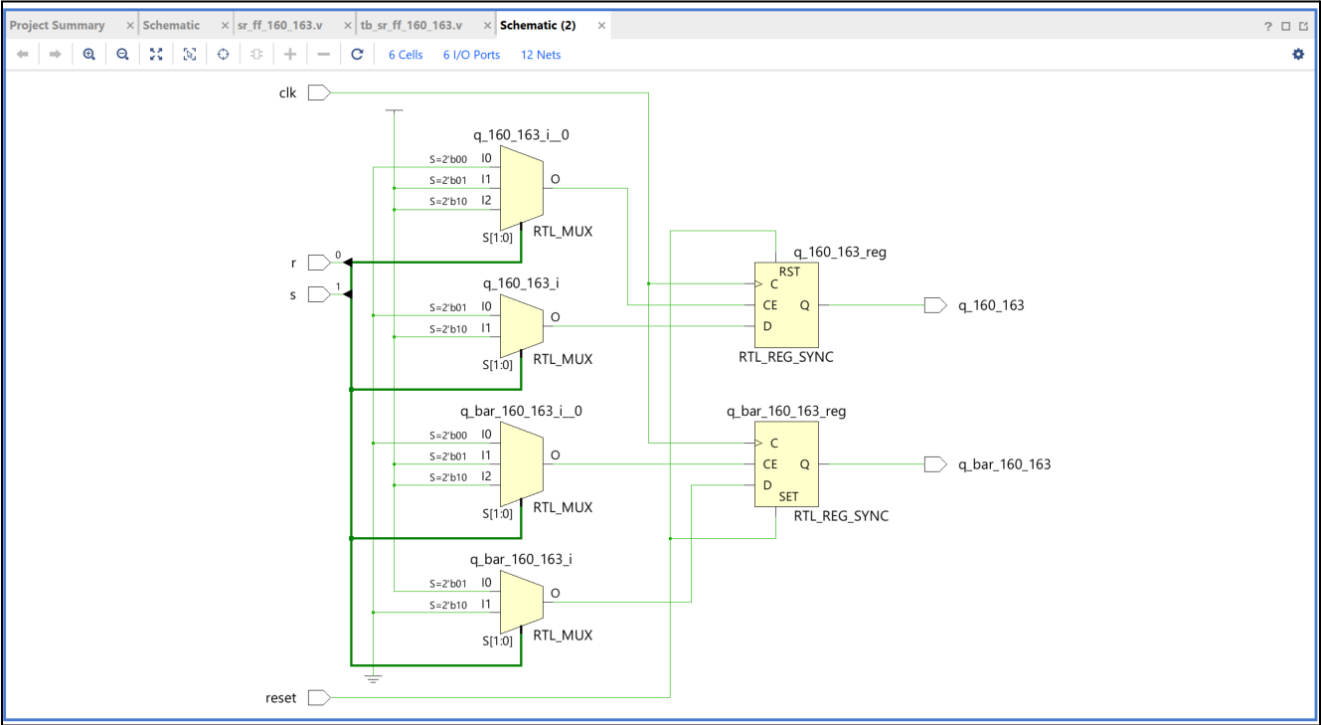 Project Summary × Schematic × sr_ff_160_163.v × tb_sr_ff_160_163.v × Schematic (2) × ?
6 Cells 6 I/O Ports 12 Nets
clk
q_160_163_i__0
S=2'b00 I0
S=2'b01 I1 O
S=2'b10 I2
S[1:0] RTL_MUX
r 0
s 1
q_160_163_i
S=2'b01 I0
S=2'b10 I1 O
S[1:0] RTL_MUX
q_160_163_reg
RST
C
CE Q q_160_163
D
RTL_REG_SYNC
q_bar_160_163_i__0
S=2'b00 I0
S=2'b01 I1 O
S=2'b10 I2
S[1:0] RTL_MUX
q_bar_160_163_reg
C
CE Q q_bar_160_163
D
SET
RTL_REG_SYNC
q_bar_160_163_i
S=2'b01 I0
S=2'b10 I1 O
S[1:0] RTL_MUX
reset